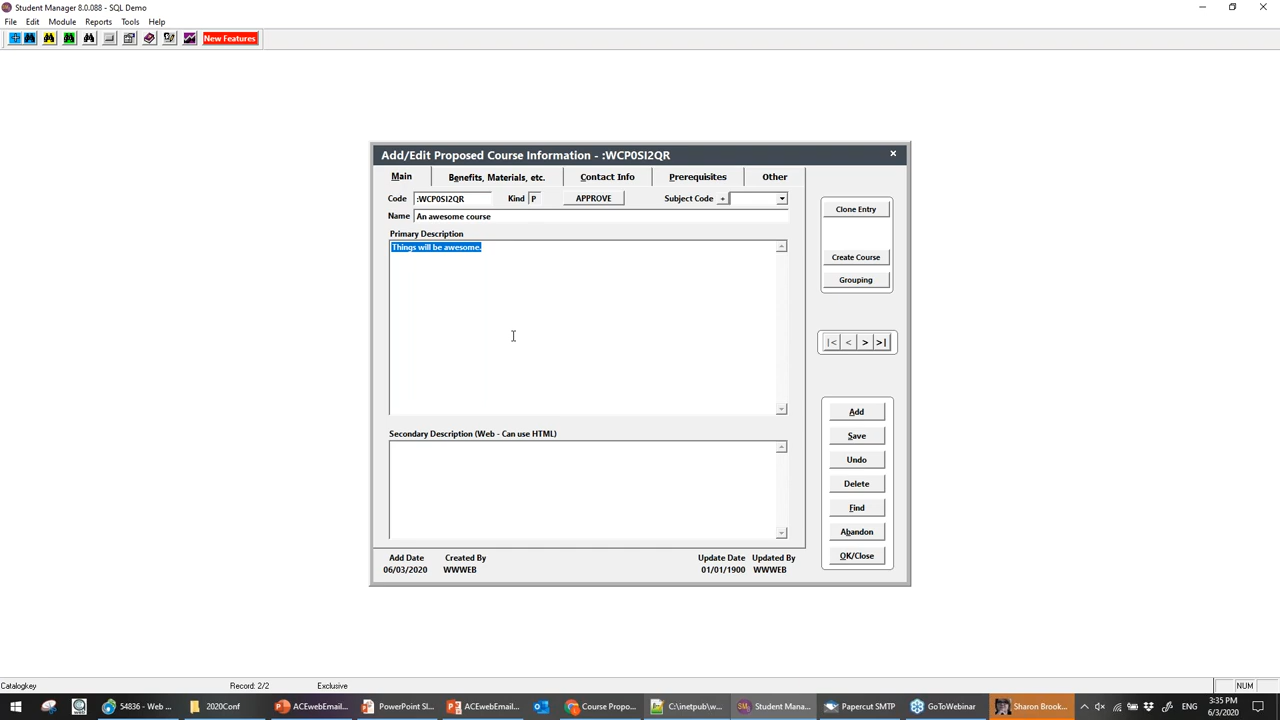 Student Manager 8.0.088 - SQL Demo
File Edit Module Reports Tools Help
New Features
Add/Edit Proposed Course Information - :WCP0SI2QR
Main Benefits, Materials, etc. Contact Info Prerequisites Other
Code :WCP0SI2QR Kind P APPROVE Subject Code +
Name An awesome course
Primary Description
Things will be awesome.
Secondary Description (Web - Can use HTML)
Add Date Created By Update Date Updated By
06/03/2020 WWWEB 01/01/1900 WWWEB
Clone Entry
Create Course
Grouping
|< < > >|
Add
Save
Undo
Delete
Find
Abandon
OK/Close
Catalogkey Record: 2/2 Exclusive NUM
54836 - Web ... 2020Conf ACEwebEmail... PowerPoint Sl... ACEwebEmail... Course Propo... C:\inetpub\w... Student Mana... Papercut SMTP GoToWebinar Sharon Brook... ENG 3:35 PM
6/3/2020